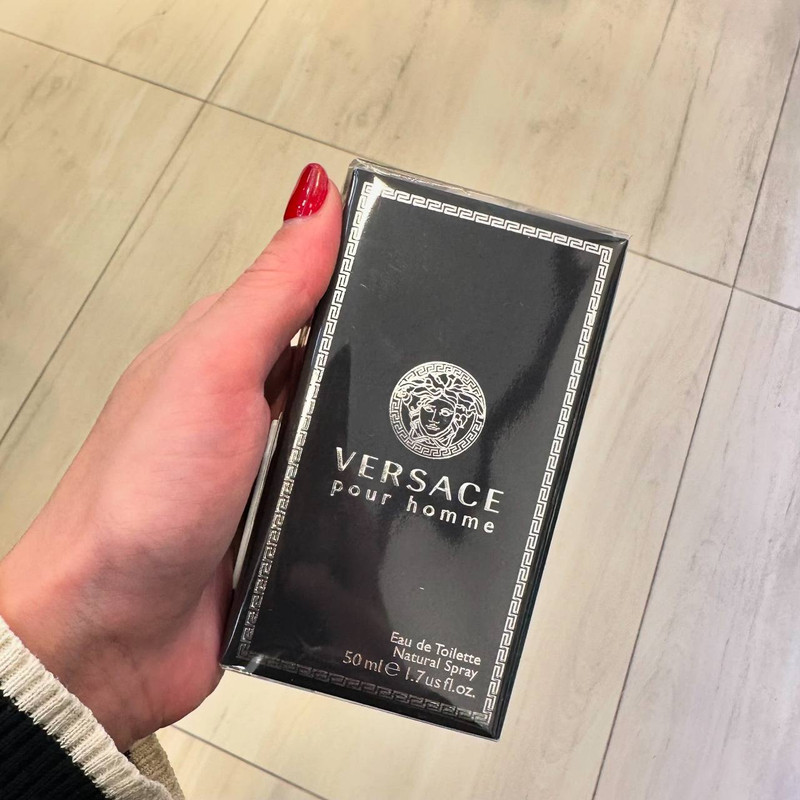 VERSACE
pour homme
Eau de Toilette
Natural Spray
50 ml ℮ 1.7 us fl.oz.